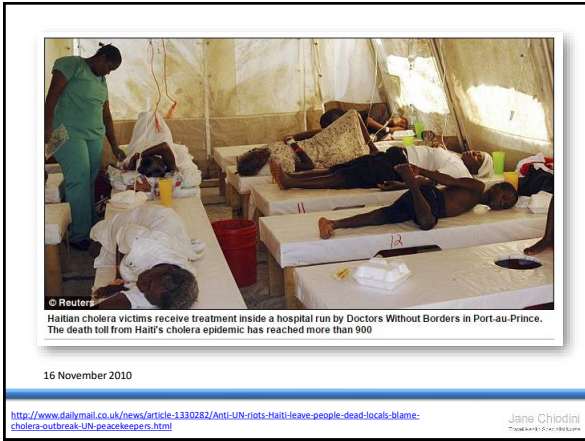 © Reuters
12
Haitian cholera victims receive treatment inside a hospital run by Doctors Without Borders in Port-au-Prince.
The death toll from Haiti's cholera epidemic has reached more than 900
16 November 2010
http://www.dailymail.co.uk/news/article-1330282/Anti-UN-riots-Haiti-leave-people-dead-locals-blame-
cholera-outbreak-UN-peacekeepers.html
Jane Chiodini